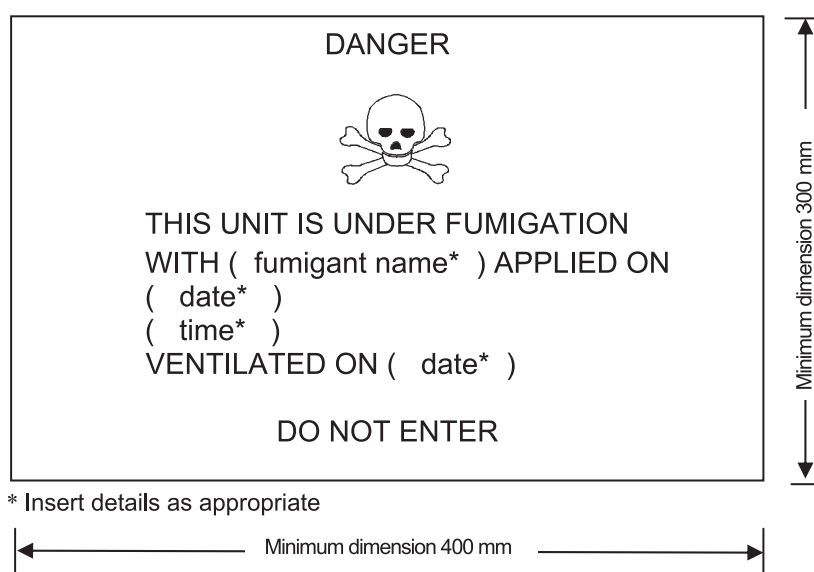 DANGER
THIS UNIT IS UNDER FUMIGATION
WITH ( fumigant name* ) APPLIED ON
( date* )
( time* )
VENTILATED ON ( date* )
DO NOT ENTER
Minimum dimension 300 mm
* Insert details as appropriate
Minimum dimension 400 mm